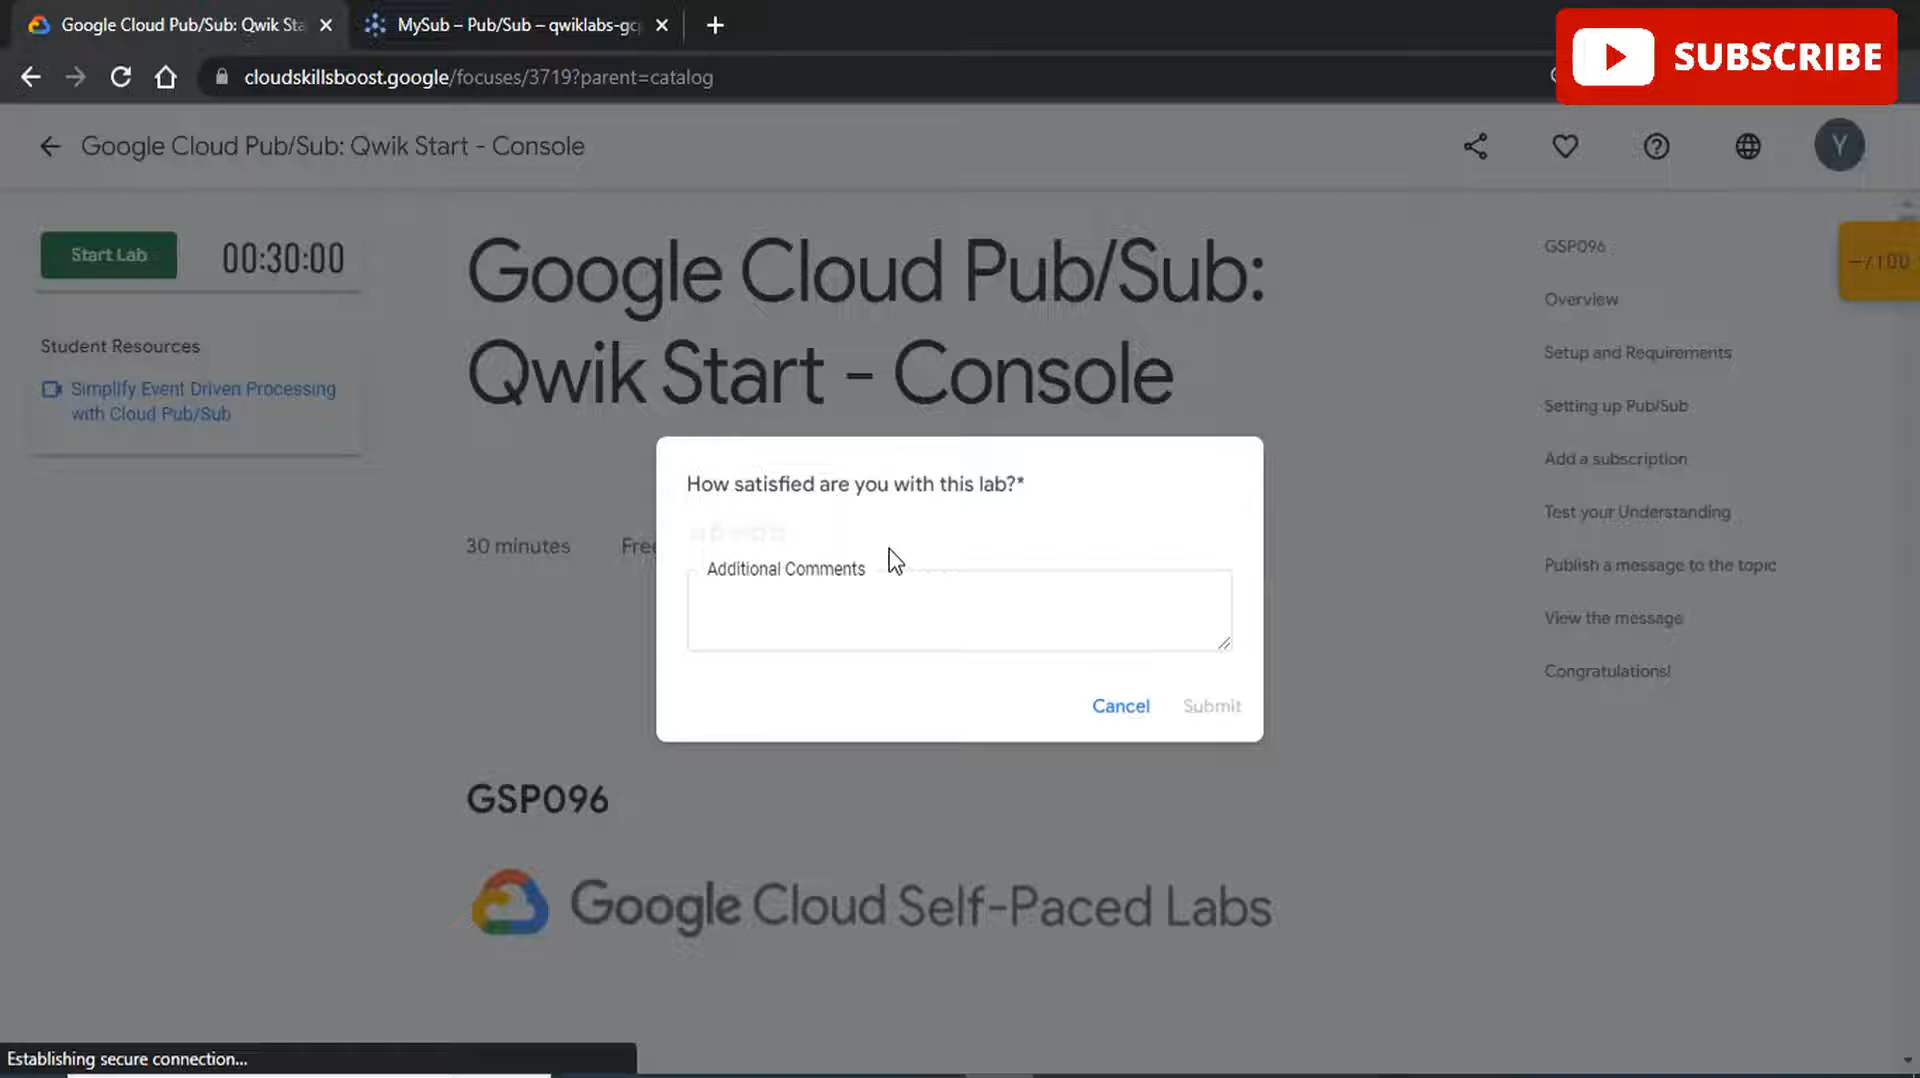 Google Cloud Pub/Sub: Qwik Sta
MySub – Pub/Sub – qwiklabs-gc
SUBSCRIBE
cloudskillsboost.google/focuses/3719?parent=catalog
Google Cloud Pub/Sub: Qwik Start - Console
Y
Start Lab
00:30:00
Student Resources
Simplify Event Driven Processing
with Cloud Pub/Sub
Google Cloud Pub/Sub:
Qwik Start - Console
30 minutes
Free
GSP096
Overview
Setup and Requirements
Setting up Pub/Sub
Add a subscription
Test your Understanding
Publish a message to the topic
View the message
Congratulations!
--/100
How satisfied are you with this lab?*
Additional Comments
Cancel
Submit
GSP096
Google Cloud Self-Paced Labs
Establishing secure connection...